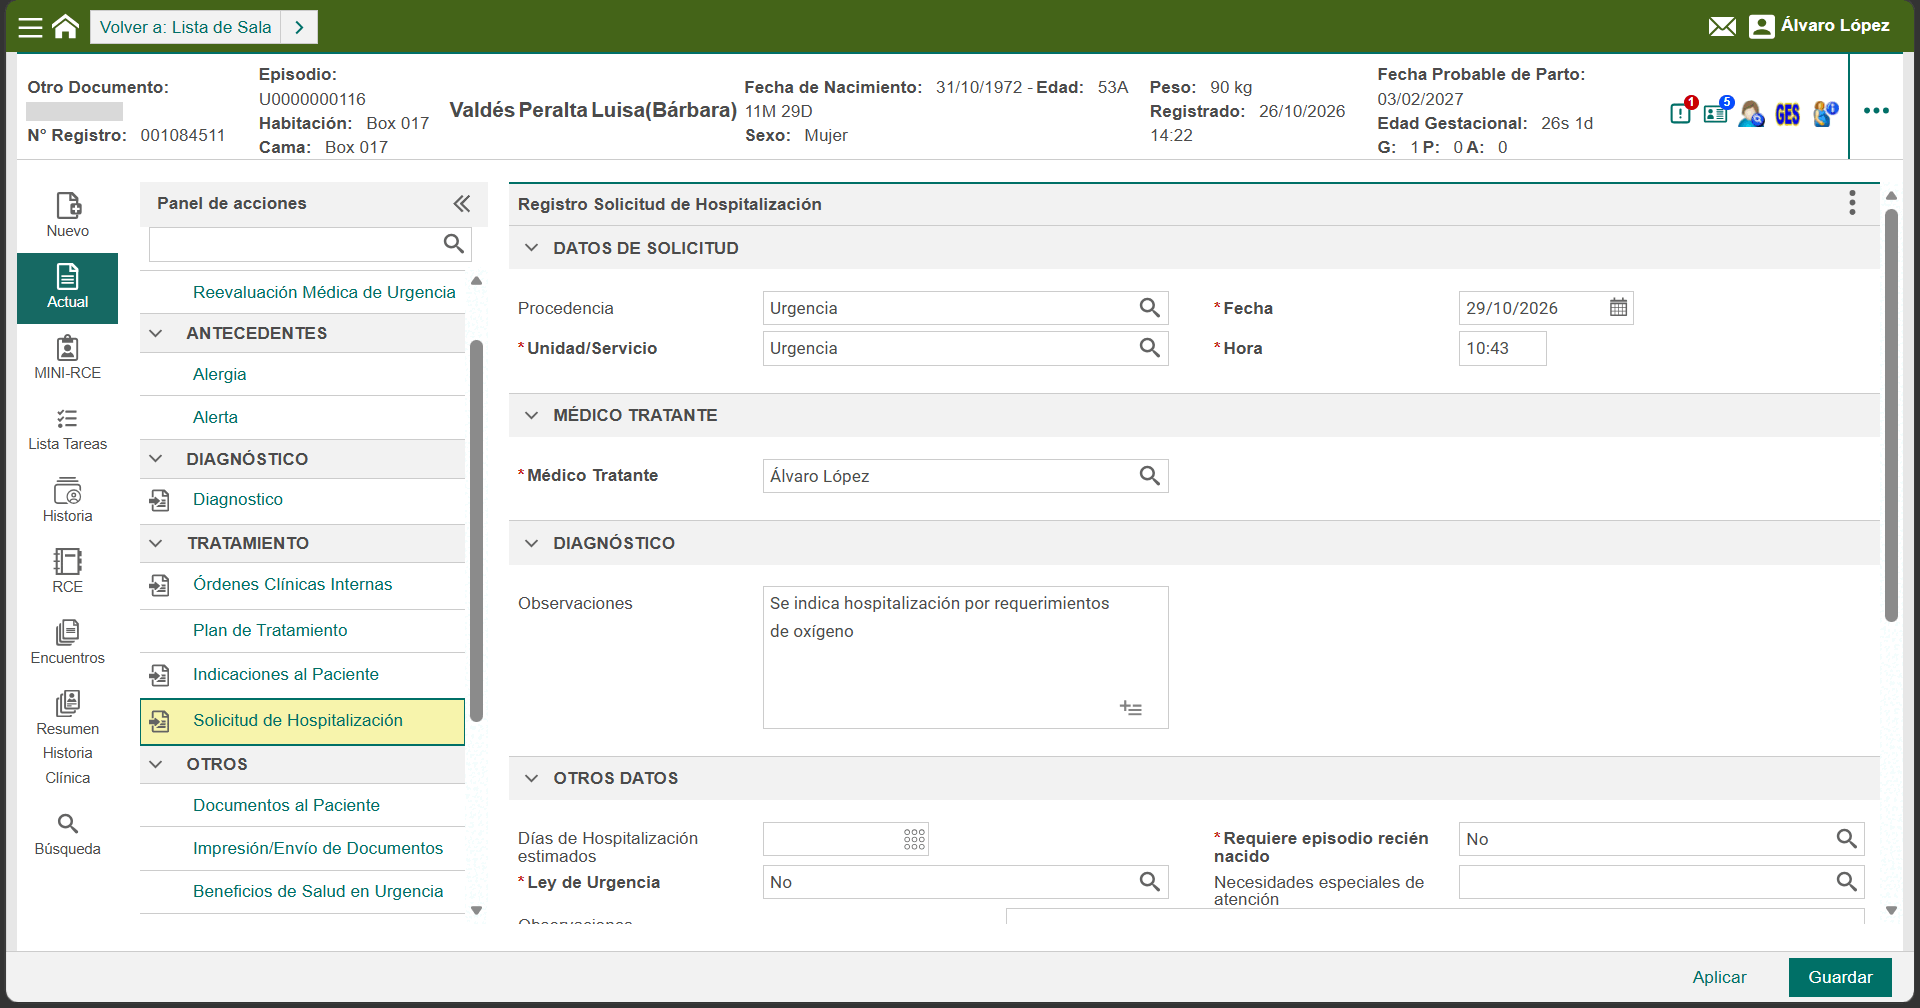 Volver a: Lista de Sala
Álvaro López
Otro Documento:
N° Registro: 001084511
Episodio:
U0000000116
Habitación: Box 017
Cama: Box 017
Valdés Peralta Luisa(Bárbara)
Fecha de Nacimiento: 31/10/1972 - Edad: 53A
11M 29D
Sexo: Mujer
Peso: 90 kg
Registrado: 26/10/2026
14:22
Fecha Probable de Parto:
03/02/2027
Edad Gestacional: 26s 1d
G: 1 P: 0 A: 0
1
5
GES
Nuevo
Actual
MINI-RCE
Lista Tareas
Historia
RCE
Encuentros
Resumen
Historia
Clínica
Búsqueda
Panel de acciones
Reevaluación Médica de Urgencia
ANTECEDENTES
Alergia
Alerta
DIAGNÓSTICO
Diagnostico
TRATAMIENTO
Órdenes Clínicas Internas
Plan de Tratamiento
Indicaciones al Paciente
Solicitud de Hospitalización
OTROS
Documentos al Paciente
Impresión/Envío de Documentos
Beneficios de Salud en Urgencia
Registro Solicitud de Hospitalización
DATOS DE SOLICITUD
Procedencia Urgencia * Fecha 29/10/2026
* Unidad/Servicio Urgencia * Hora 10:43
MÉDICO TRATANTE
* Médico Tratante Álvaro López
DIAGNÓSTICO
Observaciones
Se indica hospitalización por requerimientos
de oxígeno
OTROS DATOS
Días de Hospitalización
estimados
* Requiere episodio recién
nacido
No
* Ley de Urgencia No
Necesidades especiales de
atención
Observaciones
Aplicar
Guardar